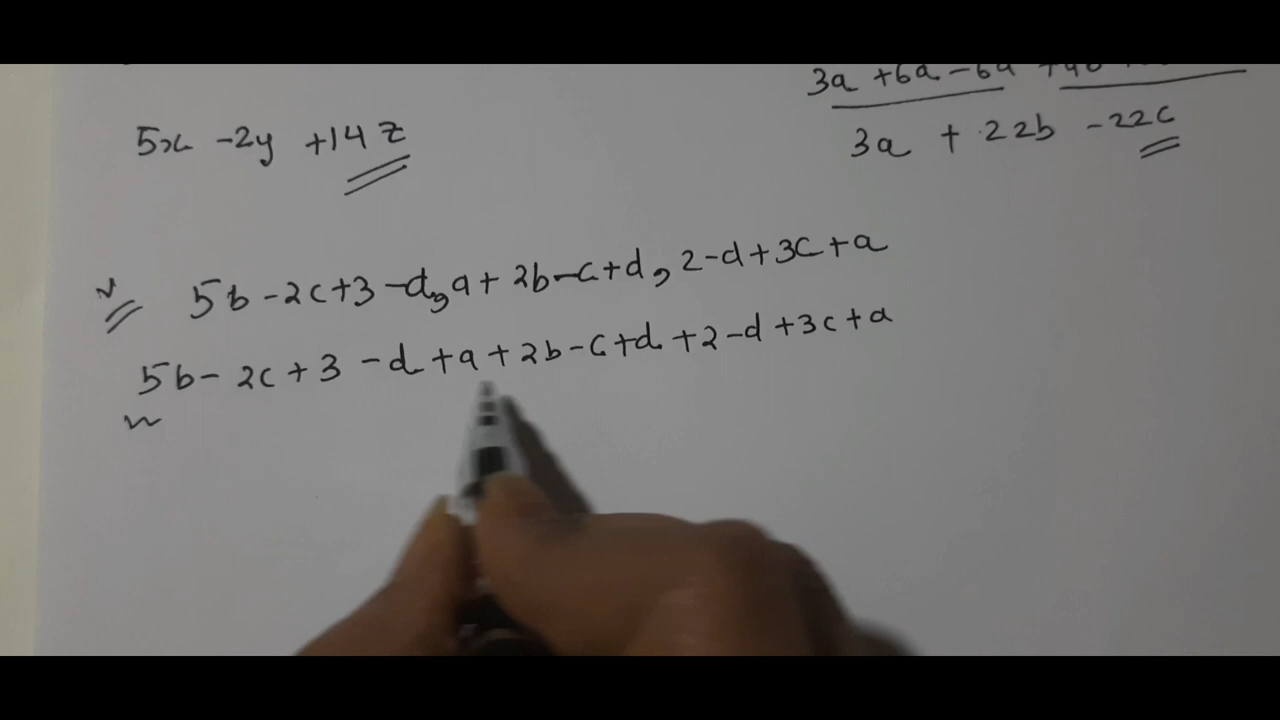 3a +6a -6a
5x -2y +14z
3a + 22b -22c
5b-2c+3-d, a+2b-c+d, 2-d+3c+a
5b-2c+3-d+a+2b-c+d+2-d+3c+a